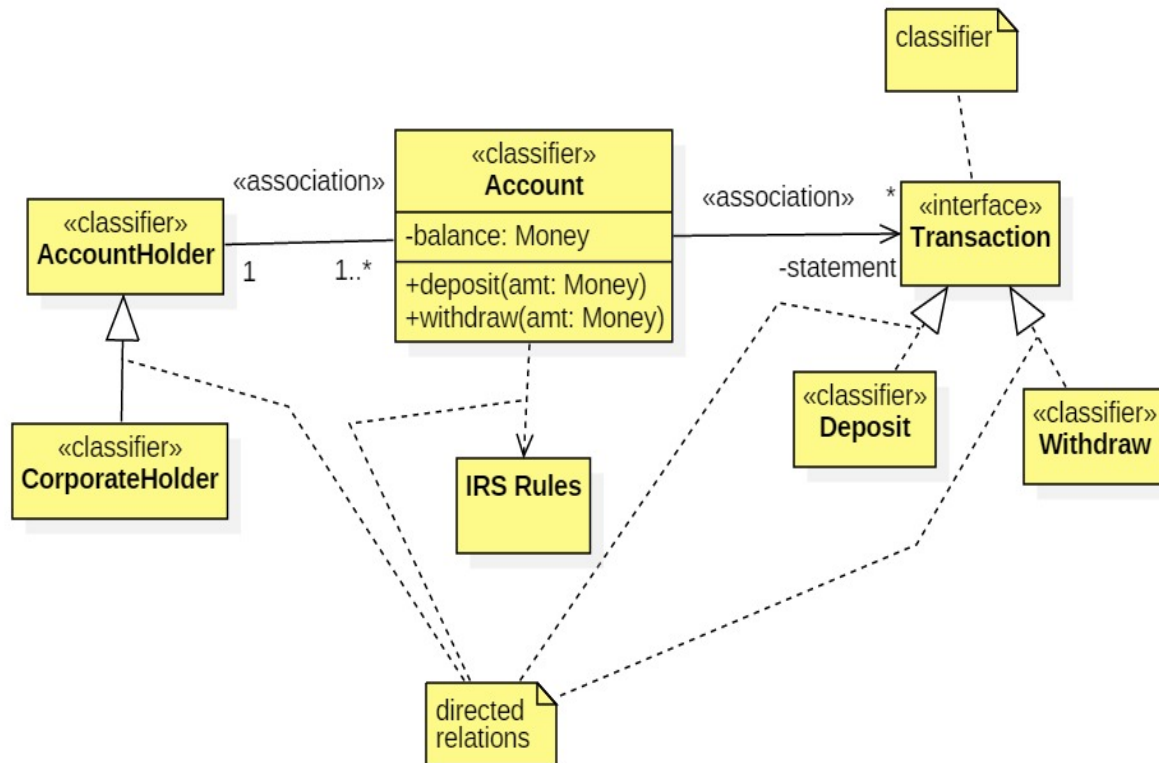 classifier
«classifier»
Account
«association»
«association»
*
«classifier»
AccountHolder
-balance: Money
«interface»
Transaction
1
1..*
+deposit(amt: Money)
+withdraw(amt: Money)
-statement
«classifier»
CorporateHolder
IRS Rules
«classifier»
Deposit
«classifier»
Withdraw
directed
relations